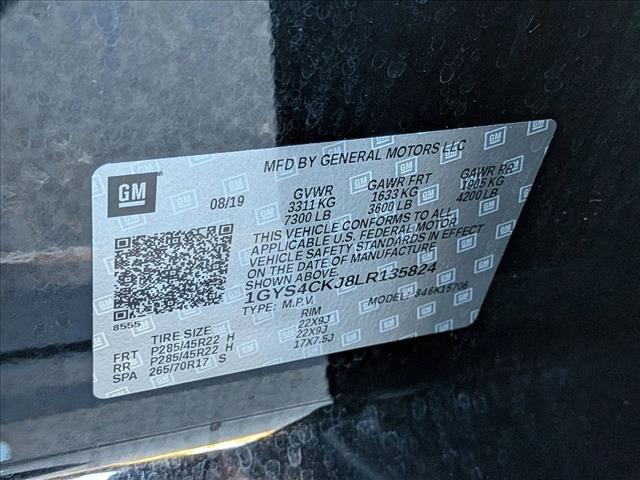 MFD BY GENERAL MOTORS LLC
GM
08/19
GVWR GAWR FRT GAWR RR
3311 KG 1633 KG 1905 KG
7300 LB 3600 LB 4200 LB
THIS VEHICLE CONFORMS TO ALL
APPLICABLE U.S. FEDERAL MOTOR
VEHICLE SAFETY STANDARDS IN EFFECT
ON THE DATE OF MANUFACTURE
SHOWN ABOVE.
1GYS4CKJ8LR135824
TYPE: M.P.V. MODEL: 846K15706
8555
TIRE SIZE RIM
FRT P285/45R22 H 22X9J
RR P285/45R22 H 22X9J
SPA 265/70R17 S 17X7.5J